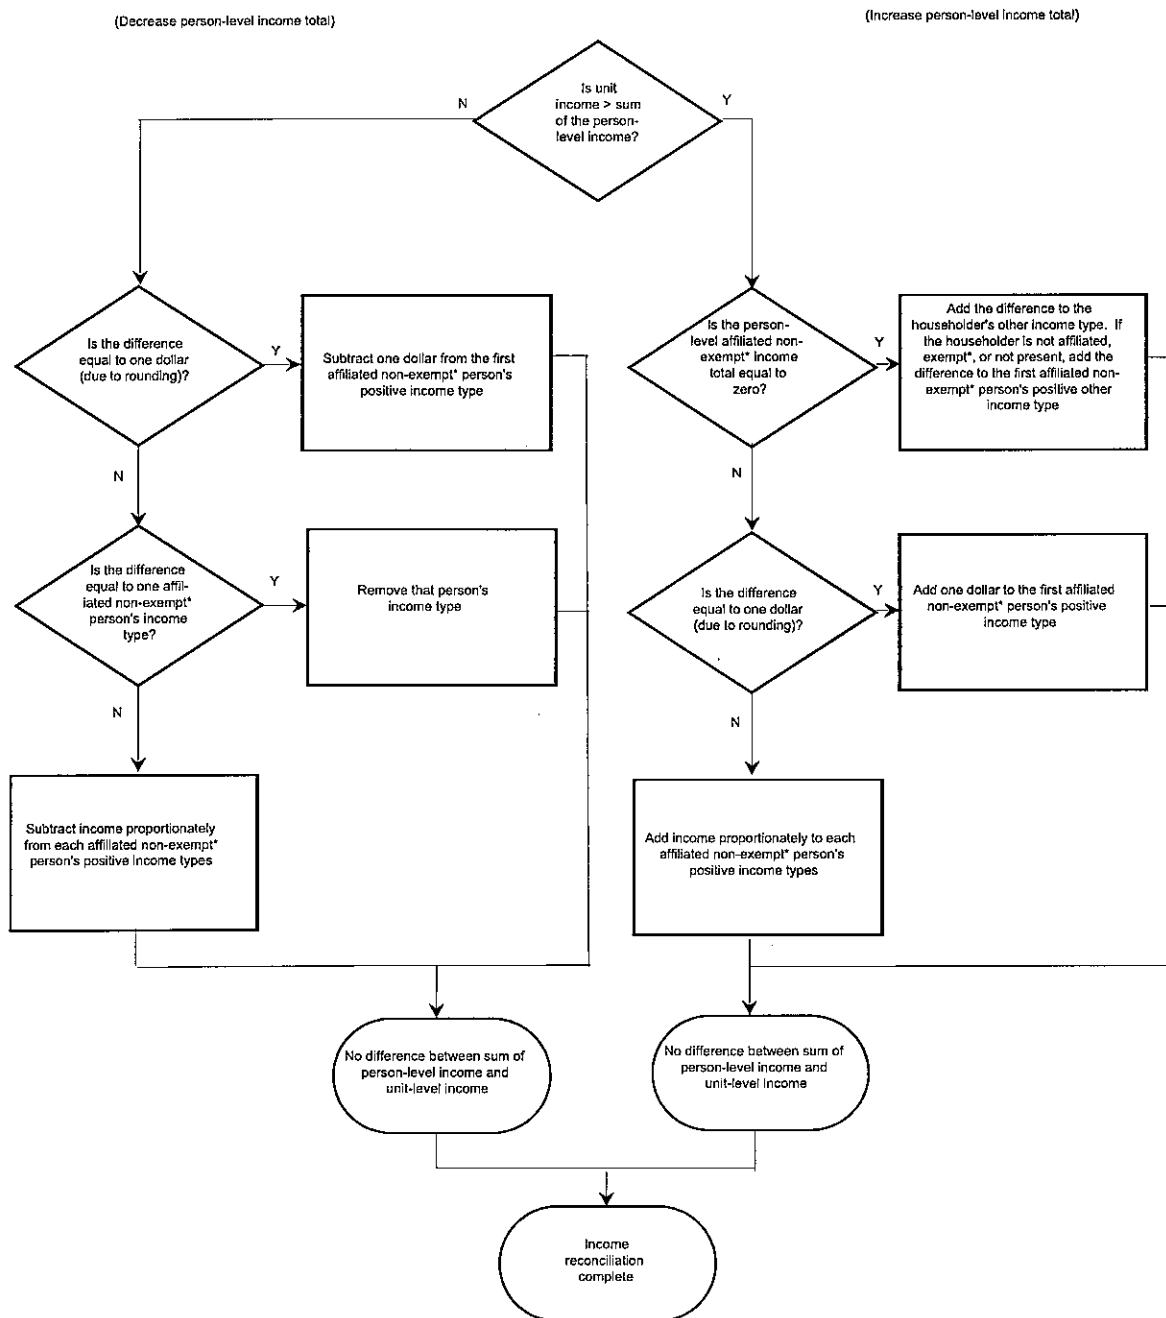 (Decrease person-level income total)
(Increase person-level income total)
Is unit
income > sum
of the person-
level income?
N
Y
Is the difference
equal to one dollar
(due to rounding)?
Y
Subtract one dollar from the first
affiliated non-exempt* person's
positive income type
Is the person-
level affiliated non-
exempt* income
total equal to
zero?
Y
Add the difference to the
householder's other income type. If
the householder is not affiliated,
exempt*, or not present, add the
difference to the first affiliated non-
exempt* person's positive other
income type
N
N
Is the difference
equal to one affil-
iated non-exempt*
person's income
type?
Y
Remove that person's
income type
Is the difference
equal to one dollar
(due to rounding)?
Y
Add one dollar to the first affiliated
non-exempt* person's positive
income type
N
N
Subtract income proportionately
from each affiliated non-exempt*
person's positive income types
Add income proportionately to each
affiliated non-exempt* person's
positive income types
No difference between sum of
person-level income and
unit-level income
No difference between sum of
person-level income and
unit-level income
Income
reconciliation
complete